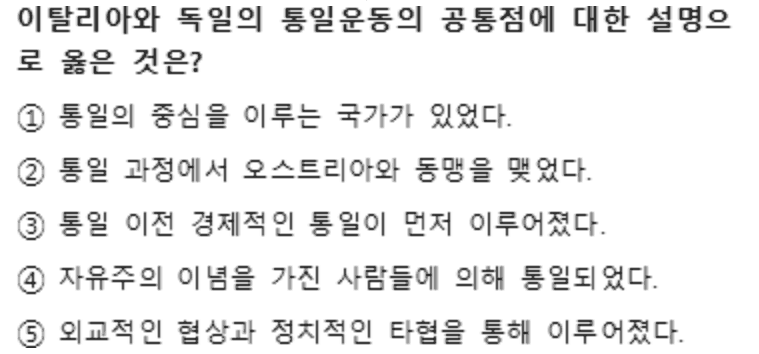 이탈리아와 독일의 통일운동의 공통점에 대한 설명으
로 옳은 것은?
① 통일의 중심을 이루는 국가가 있었다.
② 통일 과정에서 오스트리아와 동맹을 맺었다.
③ 통일 이전 경제적인 통일이 먼저 이루어졌다.
④ 자유주의 이념을 가진 사람들에 의해 통일되었다.
⑤ 외교적인 협상과 정치적인 타협을 통해 이루어졌다.